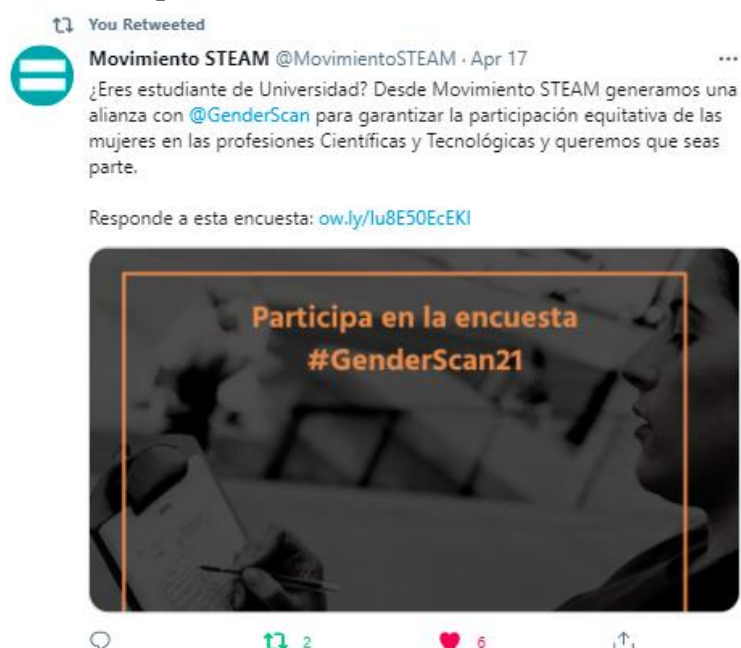 You Retweeted
Movimiento STEAM @MovimientoSTEAM · Apr 17
¿Eres estudiante de Universidad? Desde Movimiento STEAM generamos una
alianza con @GenderScan para garantizar la participación equitativa de las
mujeres en las profesiones Científicas y Tecnológicas y queremos que seas
parte.
Responde a esta encuesta: ow.ly/Iu8E50EcEKI
Participa en la encuesta
#GenderScan21
2
6